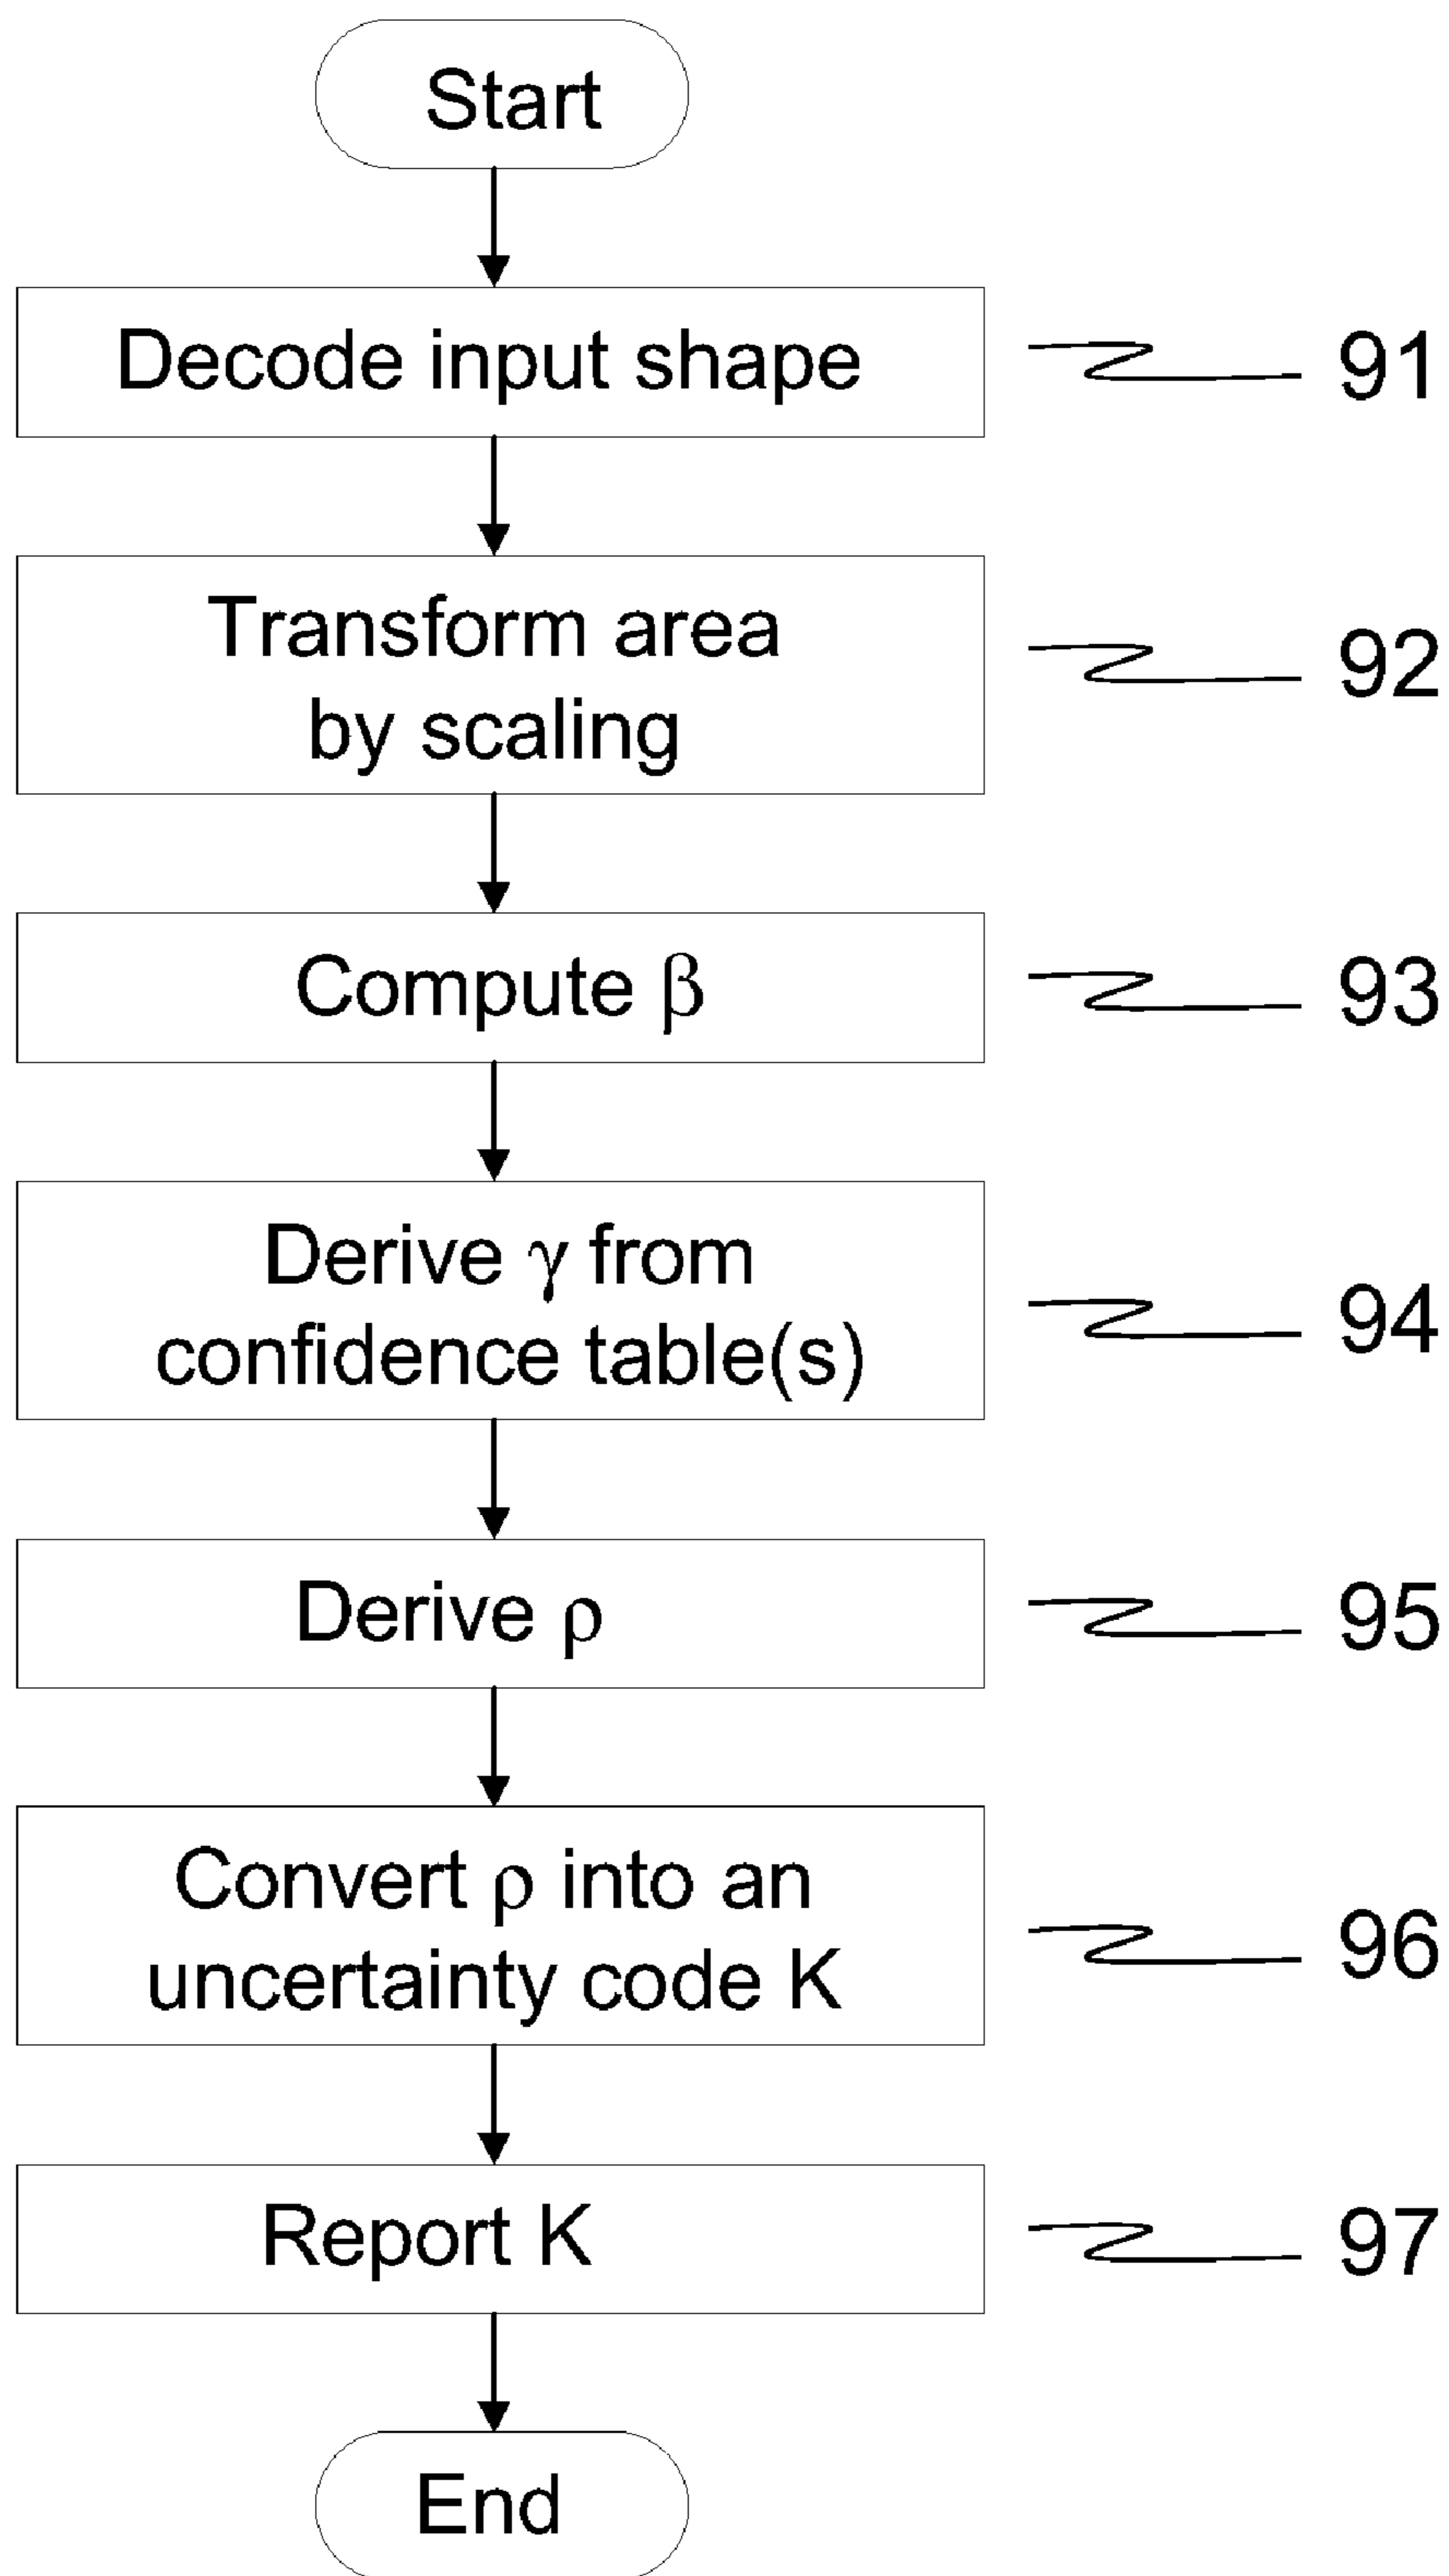 Start
Decode input shape
91
Transform area
by scaling
92
Compute β
93
Derive γ from
confidence table(s)
94
Derive ρ
95
Convert ρ into an
uncertainty code K
96
Report K
97
End